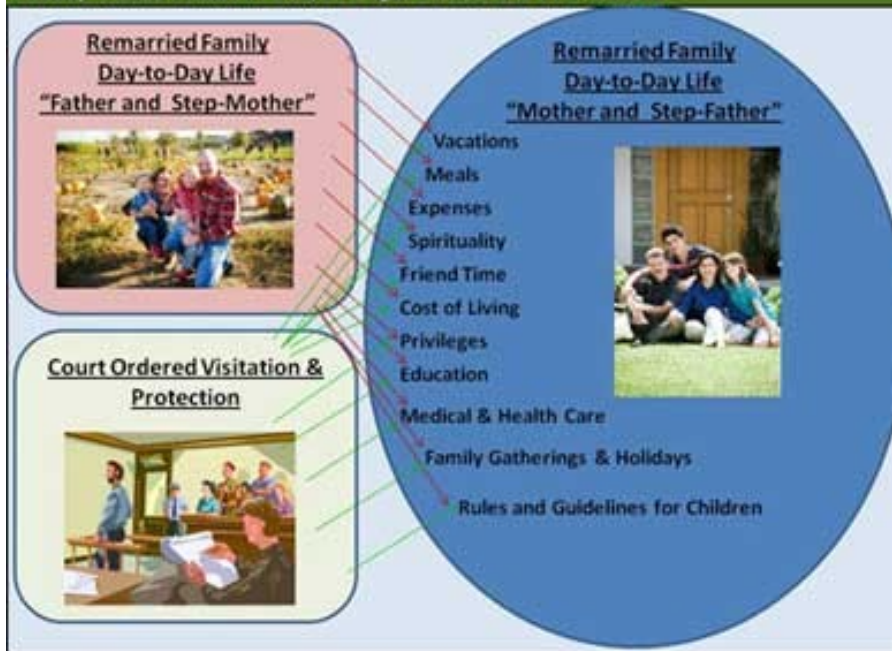 Remarried Family
Day-to-Day Life
“Father and Step-Mother”
Court Ordered Visitation &
Protection
Remarried Family
Day-to-Day Life
“Mother and Step-Father”
Vacations
Meals
Expenses
Spirituality
Friend Time
Cost of Living
Privileges
Education
Medical & Health Care
Family Gatherings & Holidays
Rules and Guidelines for Children